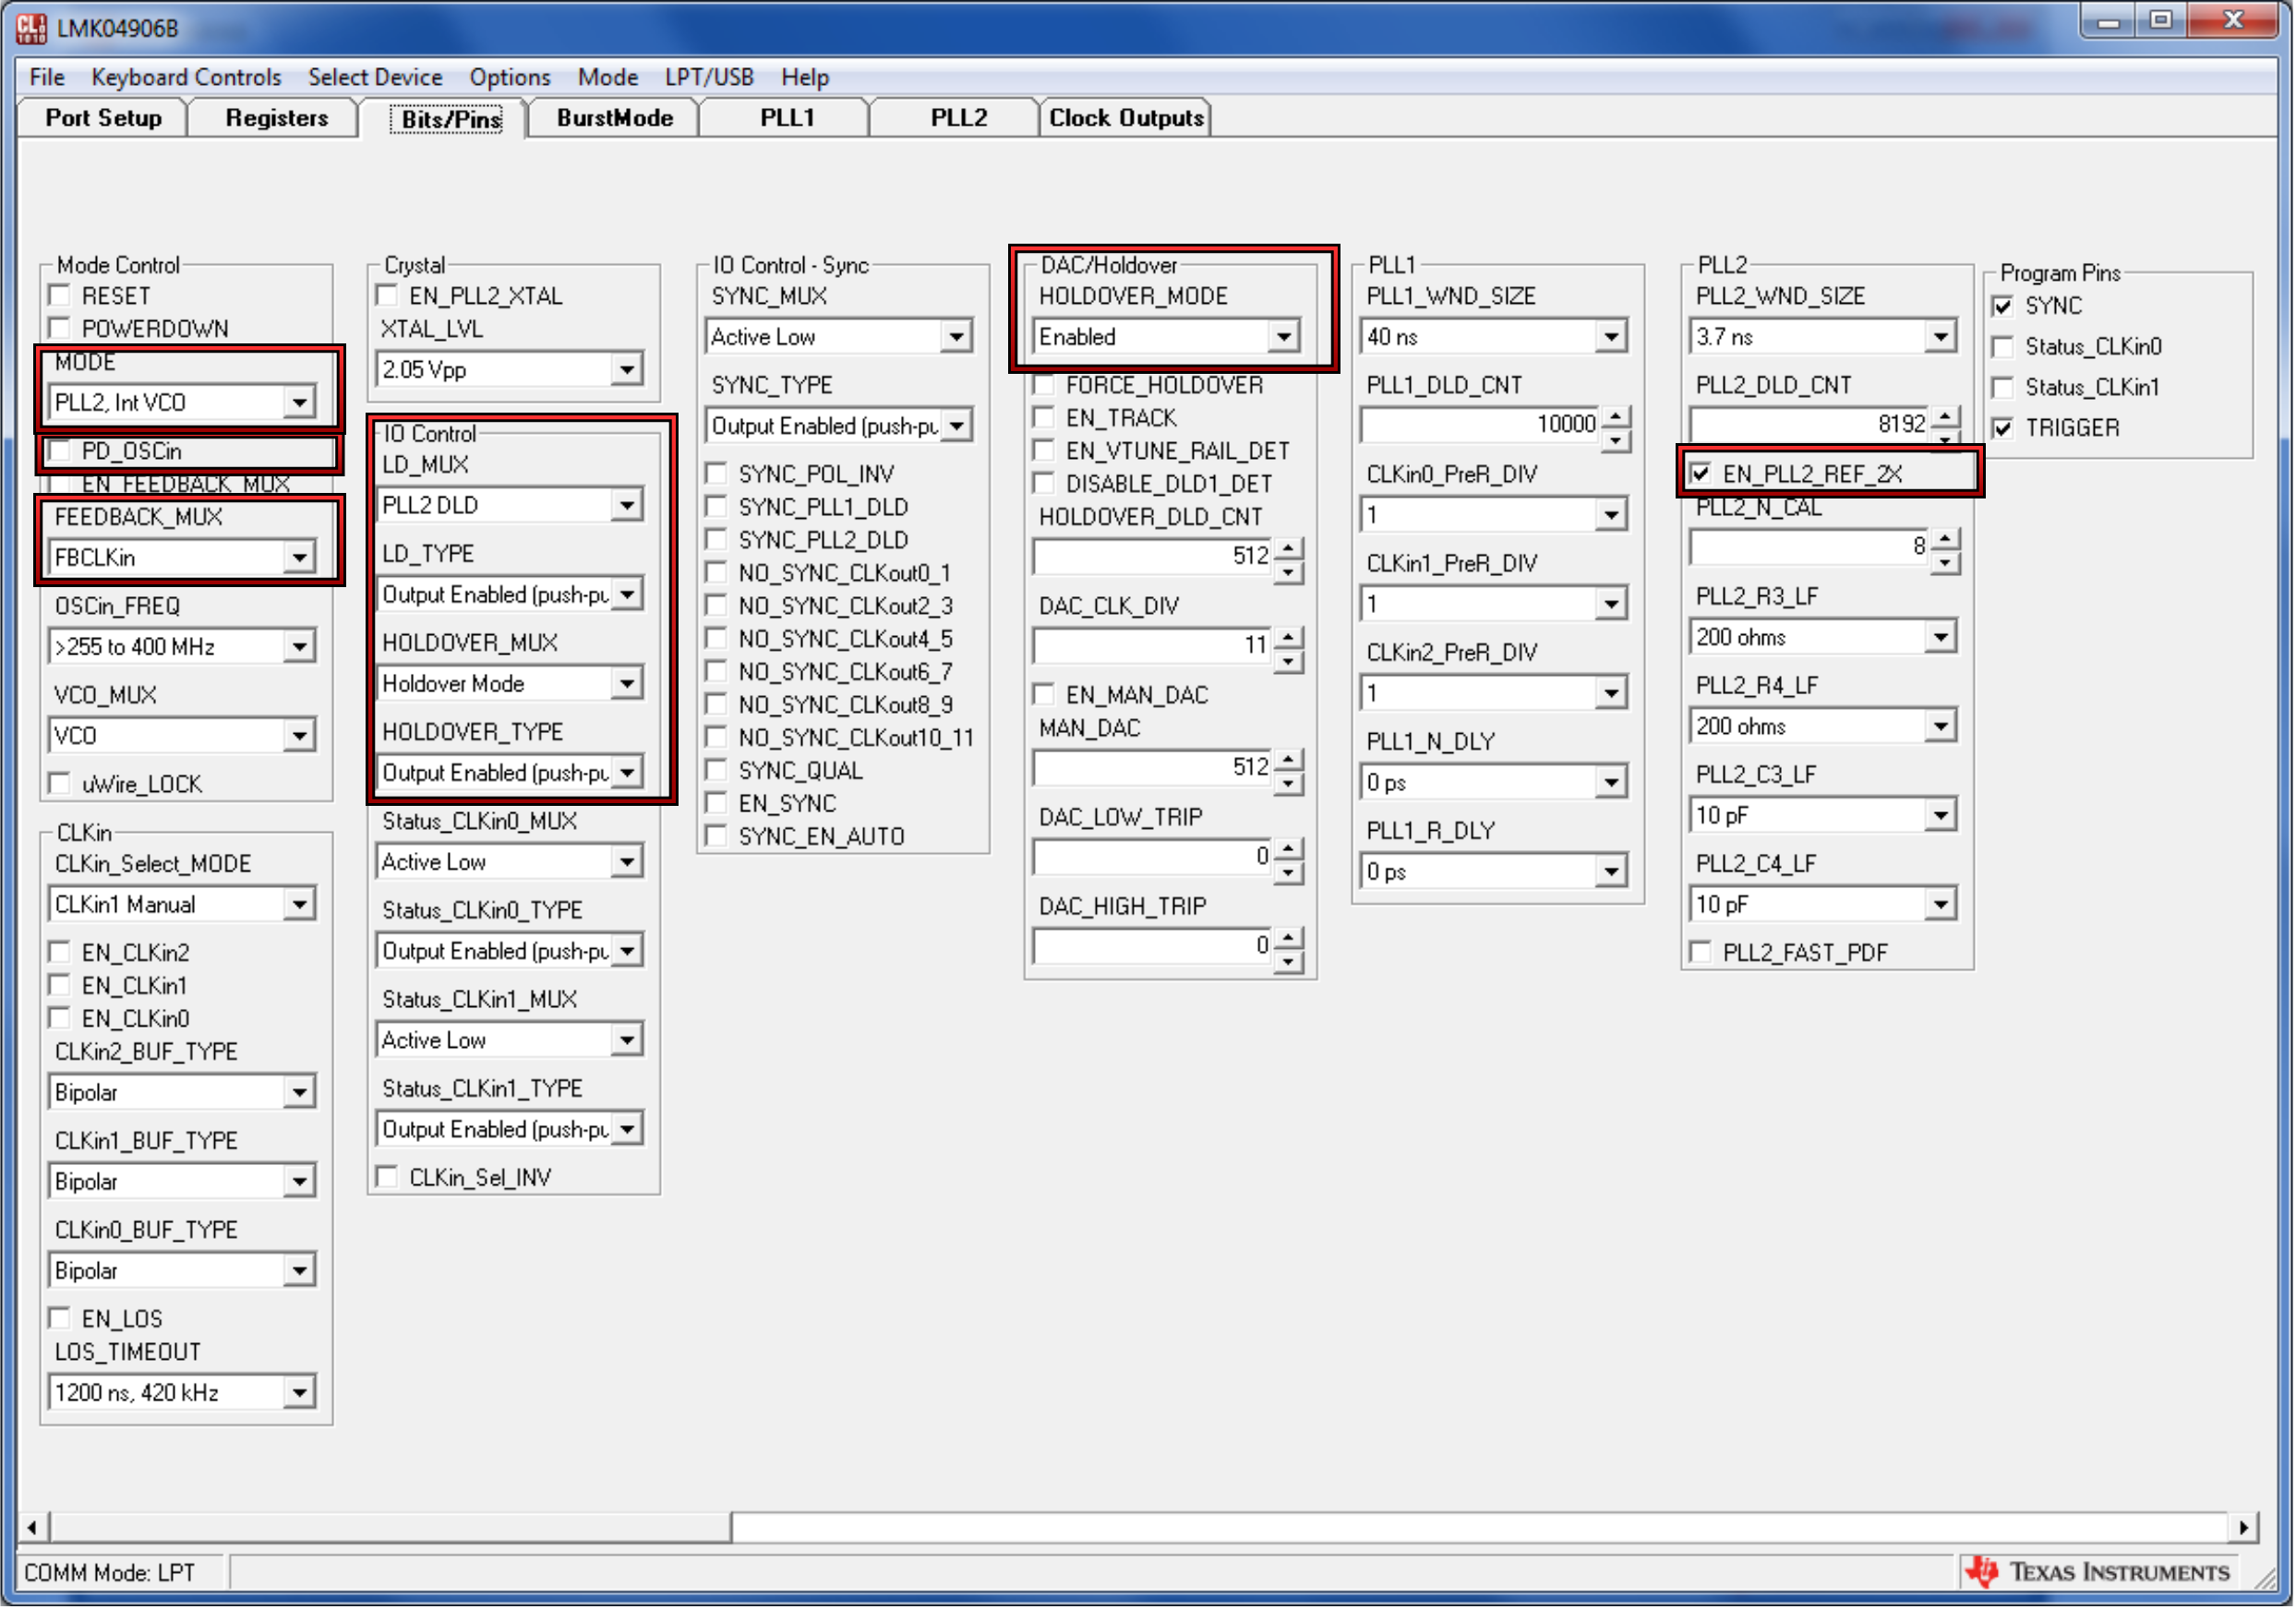 LMK04906B
File Keyboard Controls Select Device Options Mode LPT/USB Help
Port Setup Registers Bits/Pins BurstMode PLL1 PLL2 Clock Outputs
Mode Control
RESET
POWERDOWN
MODE
PLL2, Int VCO
PD_OSCin
EN_FEEDBACK_MUX
FEEDBACK_MUX
FBCLKin
OSCin_FREQ
>255 to 400 MHz
VCO_MUX
VCO
uWire_LOCK
CLKin
CLKin_Select_MODE
CLKin1 Manual
EN_CLKin2
EN_CLKin1
EN_CLKin0
CLKin2_BUF_TYPE
Bipolar
CLKin1_BUF_TYPE
Bipolar
CLKin0_BUF_TYPE
Bipolar
EN_LOS
LOS_TIMEOUT
1200 ns, 420 kHz
Crystal
EN_PLL2_XTAL
XTAL_LVL
2.05 Vpp
IO Control
LD_MUX
PLL2 DLD
LD_TYPE
Output Enabled (push-pu
HOLDOVER_MUX
Holdover Mode
HOLDOVER_TYPE
Output Enabled (push-pu
Status_CLKin0_MUX
Active Low
Status_CLKin0_TYPE
Output Enabled (push-pu
Status_CLKin1_MUX
Active Low
Status_CLKin1_TYPE
Output Enabled (push-pu
CLKin_Sel_INV
IO Control - Sync
SYNC_MUX
Active Low
SYNC_TYPE
Output Enabled (push-pu
SYNC_POL_INV
SYNC_PLL1_DLD
SYNC_PLL2_DLD
NO_SYNC_CLKout0_1
NO_SYNC_CLKout2_3
NO_SYNC_CLKout4_5
NO_SYNC_CLKout6_7
NO_SYNC_CLKout8_9
NO_SYNC_CLKout10_11
SYNC_QUAL
EN_SYNC
SYNC_EN_AUTO
DAC/Holdover
HOLDOVER_MODE
Enabled
FORCE_HOLDOVER
EN_TRACK
EN_VTUNE_RAIL_DET
DISABLE_DLD1_DET
HOLDOVER_DLD_CNT
512
DAC_CLK_DIV
11
EN_MAN_DAC
MAN_DAC
512
DAC_LOW_TRIP
0
DAC_HIGH_TRIP
0
PLL1
PLL1_WND_SIZE
40 ns
PLL1_DLD_CNT
10000
CLKin0_PreR_DIV
1
CLKin1_PreR_DIV
1
CLKin2_PreR_DIV
1
PLL1_N_DLY
0 ps
PLL1_R_DLY
0 ps
PLL2
PLL2_WND_SIZE
3.7 ns
PLL2_DLD_CNT
8192
EN_PLL2_REF_2X
PLL2_N_CAL
8
PLL2_R3_LF
200 ohms
PLL2_R4_LF
200 ohms
PLL2_C3_LF
10 pF
PLL2_C4_LF
10 pF
PLL2_FAST_PDF
Program Pins
SYNC
Status_CLKin0
Status_CLKin1
TRIGGER
COMM Mode: LPT
TEXAS INSTRUMENTS